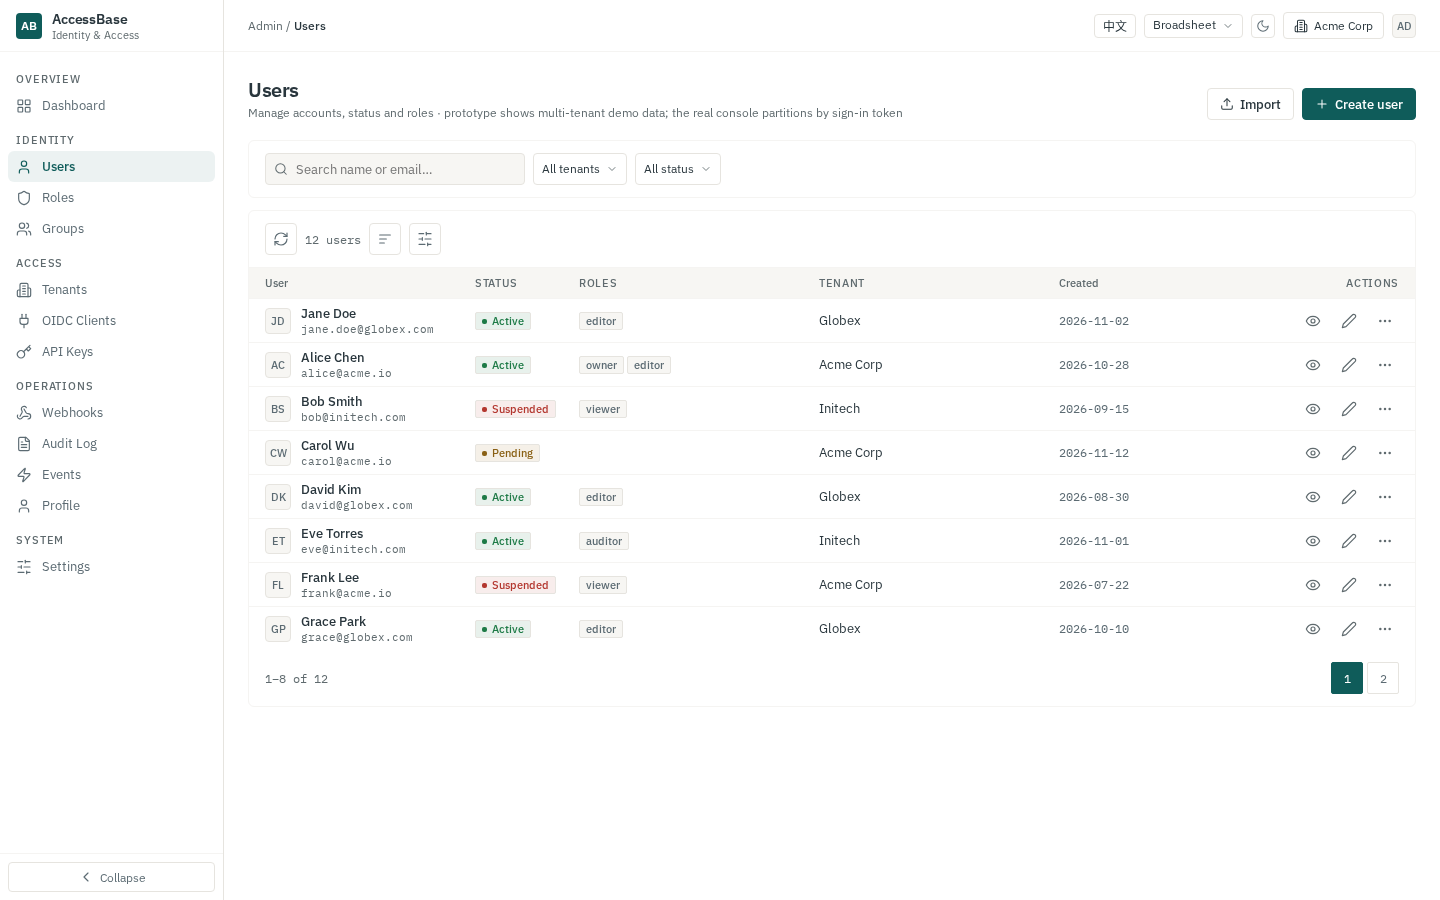 AB
AccessBase
Identity & Access
OVERVIEW
Dashboard
IDENTITY
Users
Roles
Groups
ACCESS
Tenants
OIDC Clients
API Keys
OPERATIONS
Webhooks
Audit Log
Events
Profile
SYSTEM
Settings
Collapse
Admin / Users
中文
Broadsheet
Acme Corp
AD
Users
Manage accounts, status and roles · prototype shows multi-tenant demo data; the real console partitions by sign-in token
Import
Create user
Search name or email...
All tenants
All status
12 users
User STATUS ROLES TENANT Created ACTIONS
JD Jane Doe jane.doe@globex.com Active editor Globex 2026-11-02
AC Alice Chen alice@acme.io Active owner editor Acme Corp 2026-10-28
BS Bob Smith bob@initech.com Suspended viewer Initech 2026-09-15
CW Carol Wu carol@acme.io Pending Acme Corp 2026-11-12
DK David Kim david@globex.com Active editor Globex 2026-08-30
ET Eve Torres eve@initech.com Active auditor Initech 2026-11-01
FL Frank Lee frank@acme.io Suspended viewer Acme Corp 2026-07-22
GP Grace Park grace@globex.com Active editor Globex 2026-10-10
1–8 of 12
1 2